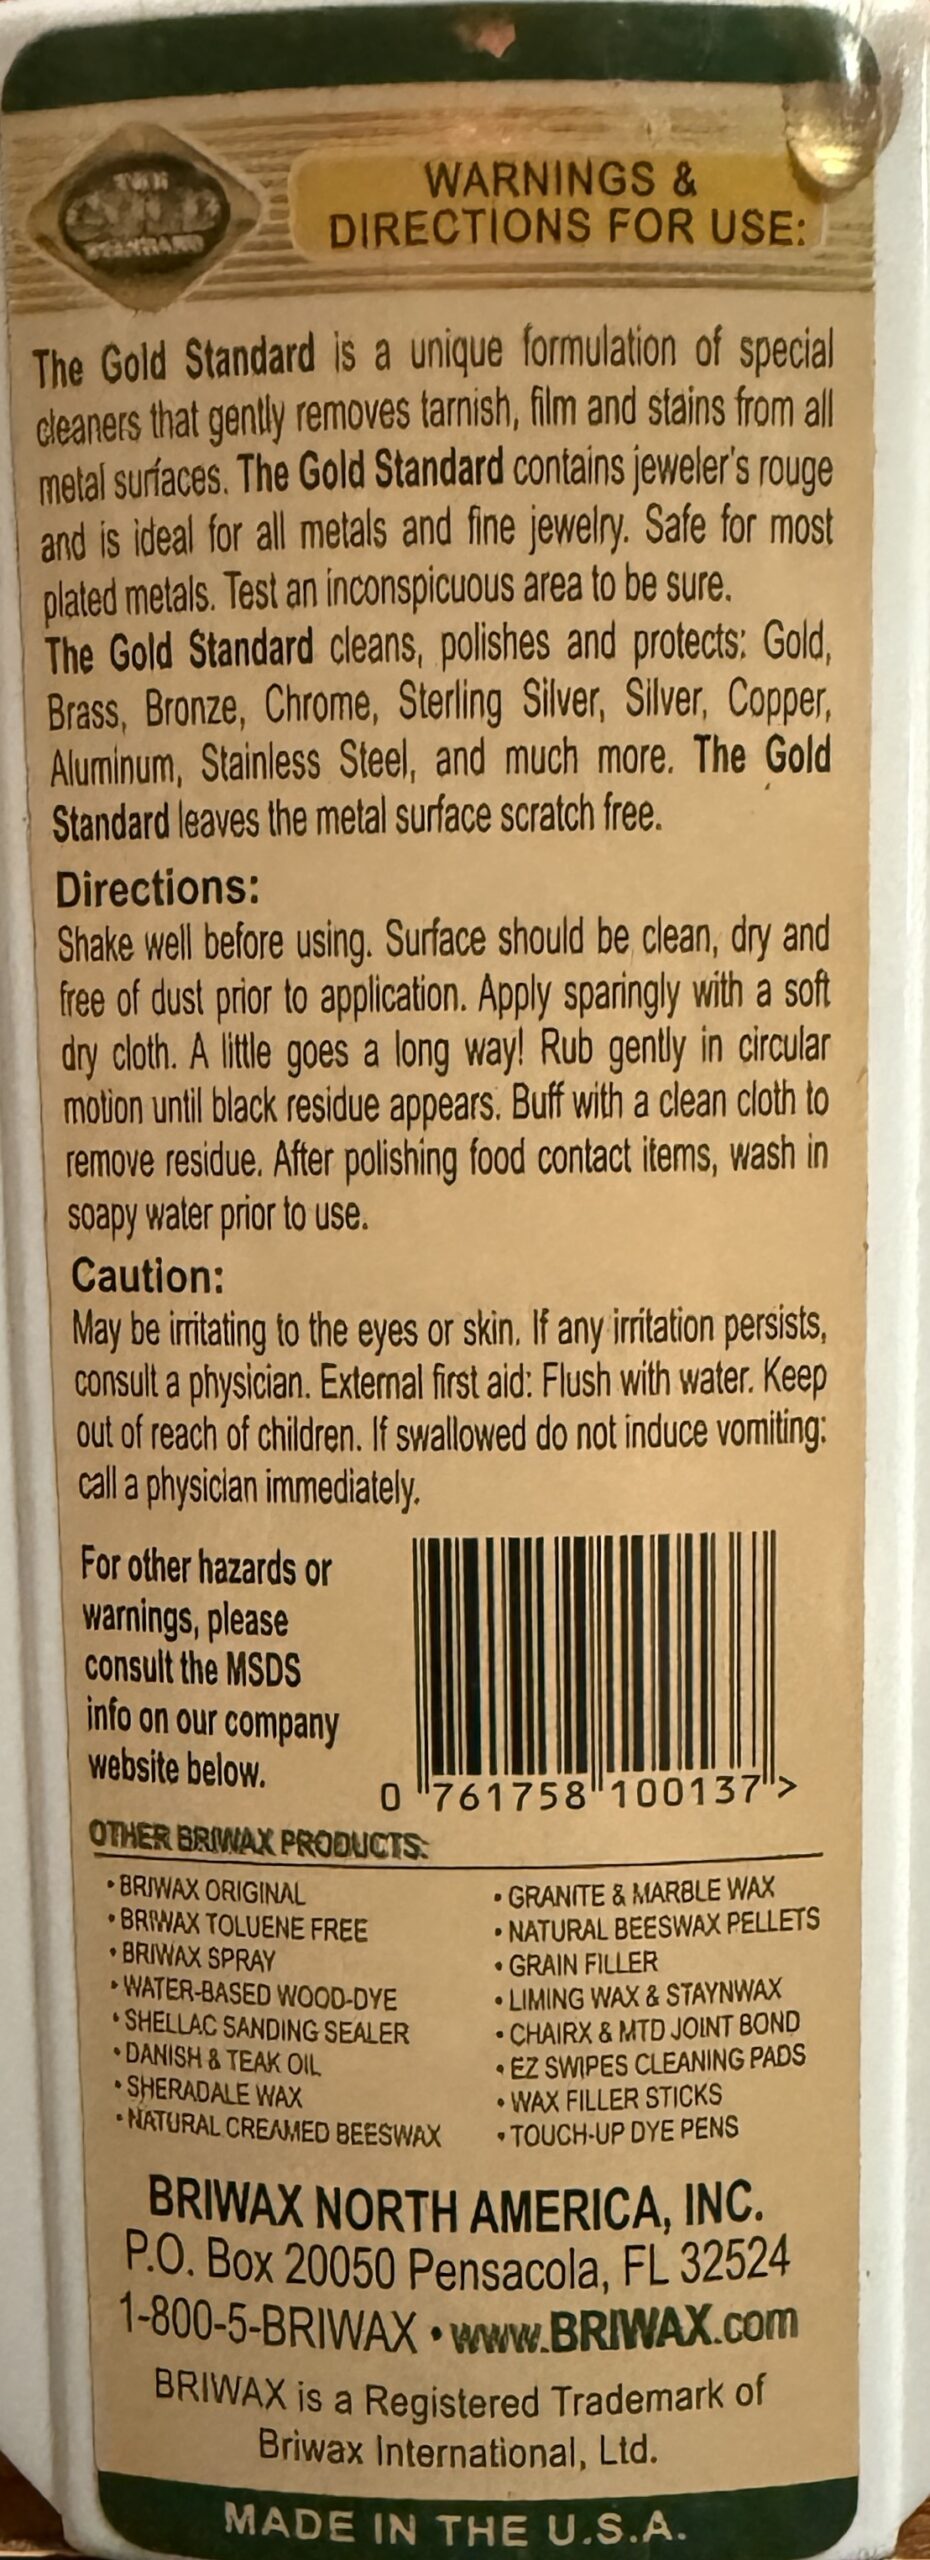 THE
GOLD
STANDARD
WARNINGS &
DIRECTIONS FOR USE:
The Gold Standard is a unique formulation of special
cleaners that gently removes tarnish, film and stains from all
metal surfaces. The Gold Standard contains jeweler's rouge
and is ideal for all metals and fine jewelry. Safe for most
plated metals. Test an inconspicuous area to be sure.
The Gold Standard cleans, polishes and protects: Gold,
Brass, Bronze, Chrome, Sterling Silver, Silver, Copper,
Aluminum, Stainless Steel, and much more. The Gold
Standard leaves the metal surface scratch free.
Directions:
Shake well before using. Surface should be clean, dry and
free of dust prior to application. Apply sparingly with a soft
dry cloth. A little goes a long way! Rub gently in circular
motion until black residue appears. Buff with a clean cloth to
remove residue. After polishing food contact items, wash in
soapy water prior to use.
Caution:
May be irritating to the eyes or skin. If any irritation persists,
consult a physician. External first aid: Flush with water. Keep
out of reach of children. If swallowed do not induce vomiting:
call a physician immediately.
For other hazards or
warnings, please
consult the MSDS
info on our company
website below.
0 761758 100137 >
OTHER BRIWAX PRODUCTS:
• BRIWAX ORIGINAL
• BRIWAX TOLUENE FREE
• BRIWAX SPRAY
• WATER-BASED WOOD-DYE
• SHELLAC SANDING SEALER
• DANISH & TEAK OIL
• SHERADALE WAX
• NATURAL CREAMED BEESWAX
• GRANITE & MARBLE WAX
• NATURAL BEESWAX PELLETS
• GRAIN FILLER
• LIMING WAX & STAYNWAX
• CHAIRX & MTD JOINT BOND
• EZ SWIPES CLEANING PADS
• WAX FILLER STICKS
• TOUCH-UP DYE PENS
BRIWAX NORTH AMERICA, INC.
P.O. Box 20050 Pensacola, FL 32524
1-800-5-BRIWAX • www.BRIWAX.com
BRIWAX is a Registered Trademark of
Briwax International, Ltd.
MADE IN THE U.S.A.